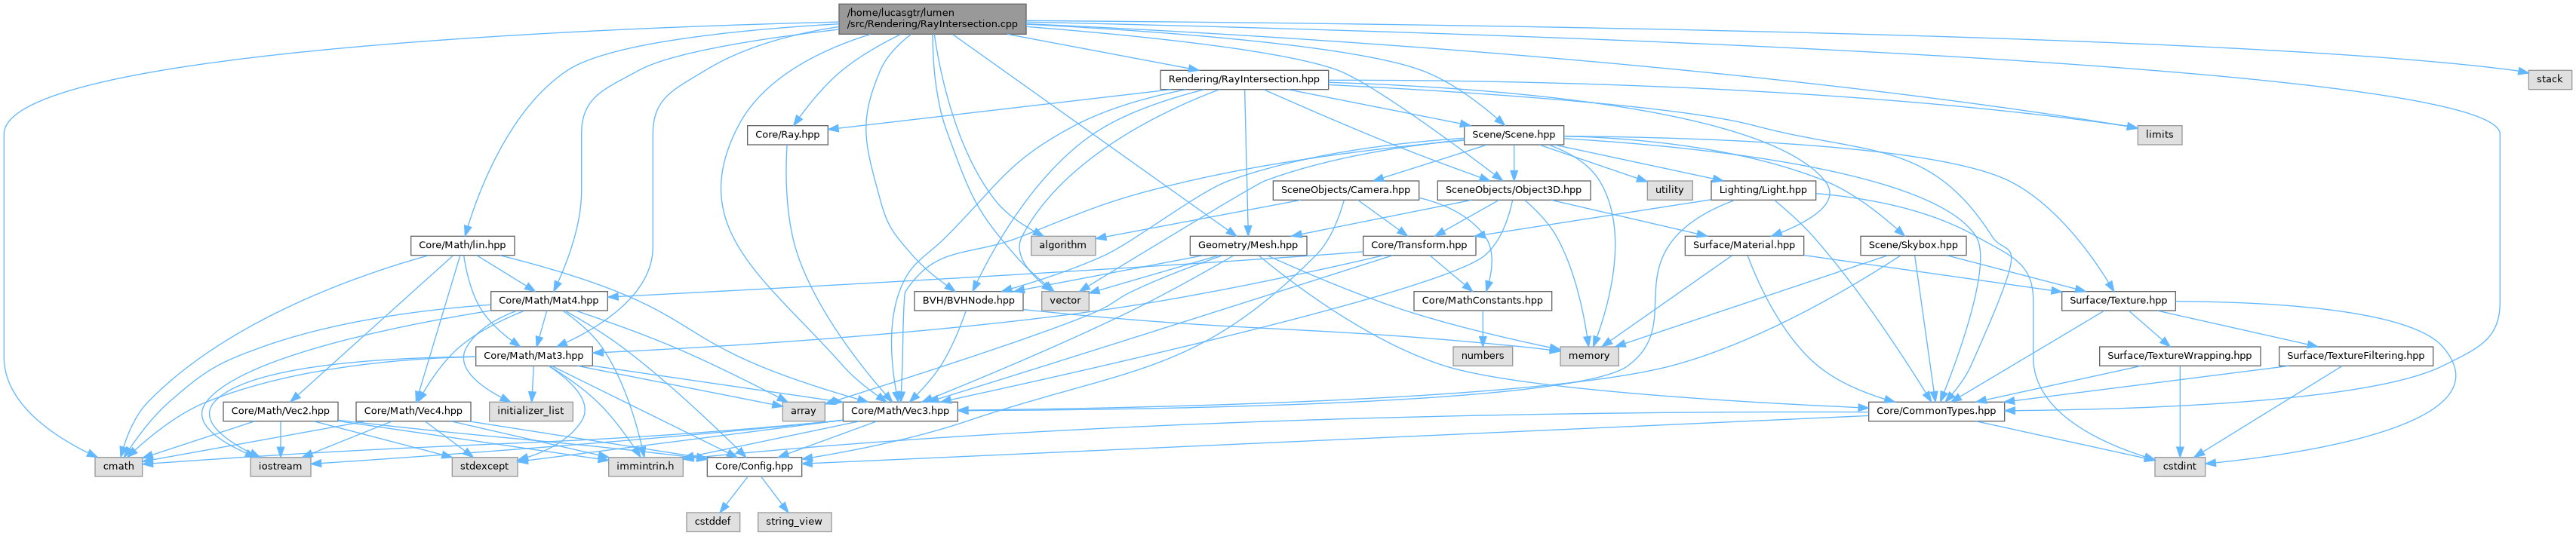 /home/lucasgtr/lumen
/src/Rendering/RayIntersection.cpp
Rendering/RayIntersection.hpp
stack
Core/Ray.hpp
Scene/Scene.hpp
limits
SceneObjects/Camera.hpp
SceneObjects/Object3D.hpp
utility
Lighting/Light.hpp
Core/Math/lin.hpp
algorithm
Geometry/Mesh.hpp
Core/Transform.hpp
Surface/Material.hpp
Scene/Skybox.hpp
Core/Math/Mat4.hpp
BVH/BVHNode.hpp
vector
Core/MathConstants.hpp
Surface/Texture.hpp
Core/Math/Mat3.hpp
numbers
memory
Surface/TextureWrapping.hpp
Surface/TextureFiltering.hpp
Core/Math/Vec2.hpp
Core/Math/Vec4.hpp
initializer_list
array
Core/Math/Vec3.hpp
Core/CommonTypes.hpp
cmath
iostream
stdexcept
immintrin.h
Core/Config.hpp
cstdint
cstddef
string_view